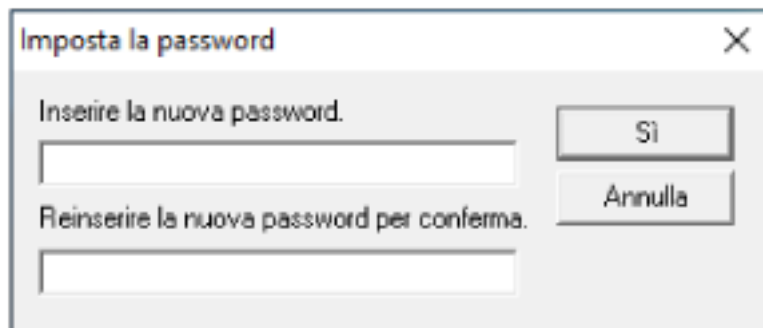 Imposta la password
Inserire la nuova password.
Sì
Annulla
Reinserire la nuova password per conferma.